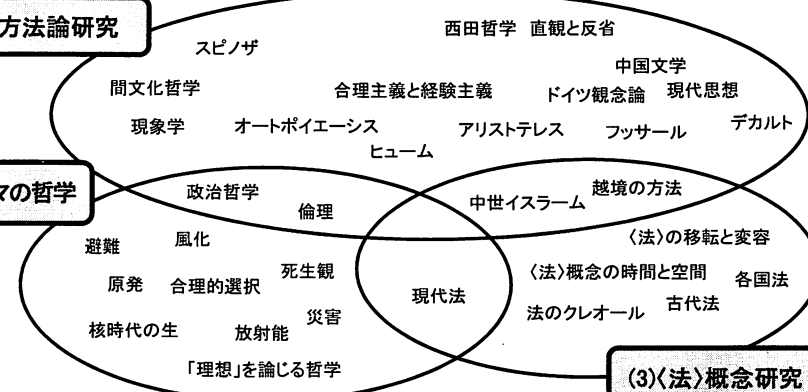 方法論研究
西田哲学 直観と反省
スピノザ
中国文学
間文化哲学
合理主義と経験主義
ドイツ観念論
現代思想
現象学
オートポイエーシス
アリストテレス
フッサール
デカルト
ヒューム
マの哲学
政治哲学
倫理
中世イスラーム
越境の方法
避難
風化
〈法〉の移転と変容
原発
合理的選択
死生観
現代法
〈法〉概念の時間と空間
各国法
核時代の生
放射能
災害
法のクレオール
古代法
「理想」を論じる哲学
(3)〈法〉概念研究